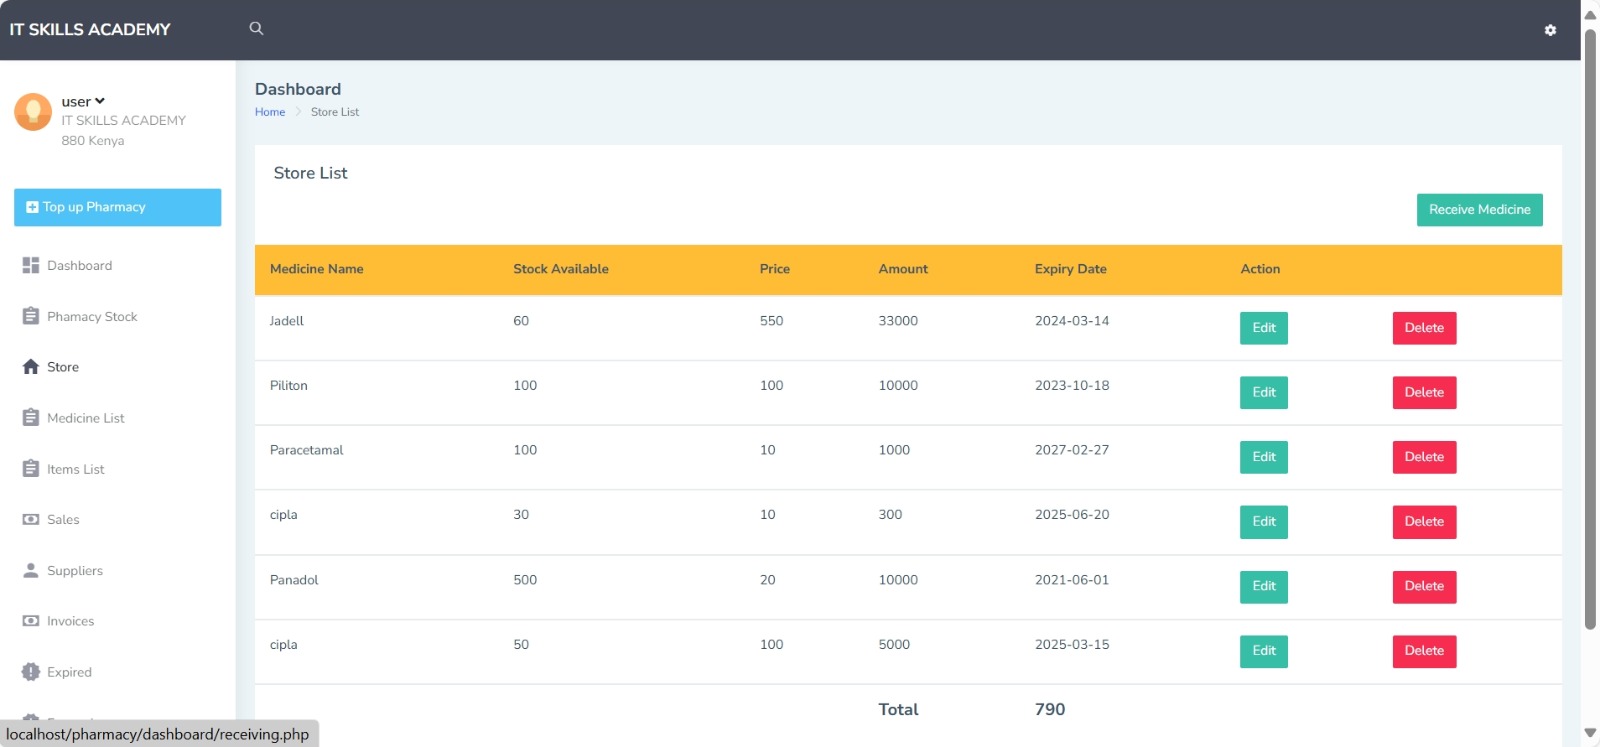 IT SKILLS ACADEMY
user
IT SKILLS ACADEMY
880 Kenya
Top up Pharmacy
Dashboard
Phamacy Stock
Store
Medicine List
Items List
Sales
Suppliers
Invoices
Expired
localhost/pharmacy/dashboard/receiving.php
Dashboard
Home Store List
Store List
Receive Medicine
Medicine Name Stock Available Price Amount Expiry Date Action
Jadell 60 550 33000 2024-03-14 Edit Delete
Piliton 100 100 10000 2023-10-18 Edit Delete
Paracetamal 100 10 1000 2027-02-27 Edit Delete
cipla 30 10 300 2025-06-20 Edit Delete
Panadol 500 20 10000 2021-06-01 Edit Delete
cipla 50 100 5000 2025-03-15 Edit Delete
Total 790